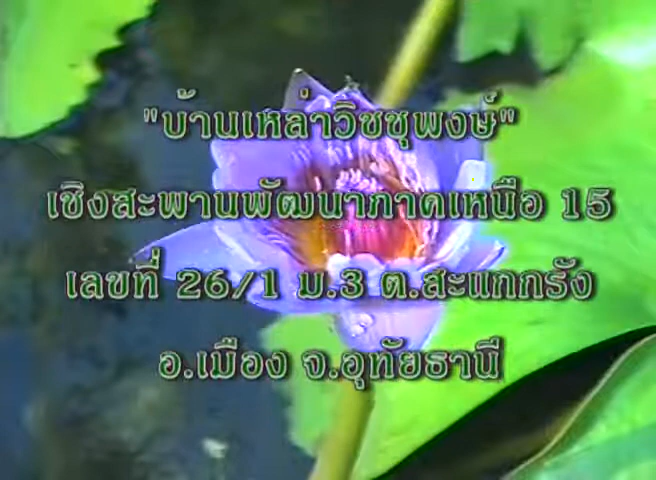 "บ้านเหล่าวิชชุพงษ์"
เชิงสะพานพัฒนาภาคเหนือ 15
เลขที่ 26/1 ม.3 ต.สะแกกรัง
อ.เมือง จ.อุทัยธานี